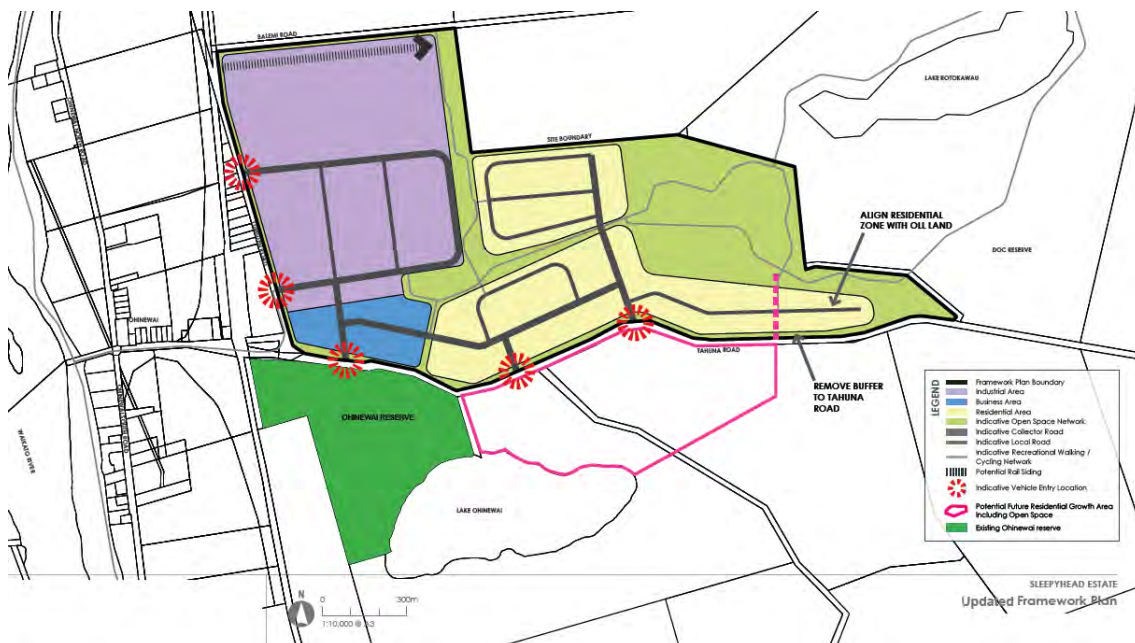 BALEMI ROAD
LAKE ROTOKAWAU
SITE BOUNDARY
ALIGN RESIDENTIAL
ZONE WITH OLL LAND
DOC RESERVE
OHINEWAI
TAHUNA ROAD
REMOVE BUFFER
TO TAHUNA
ROAD
OHINEWAI RESERVE
WAIKATO RIVER
LAKE OHINEWAI
LEGEND
Framework Plan Boundary
Industrial Area
Business Area
Residential Area
Indicative Open Space Network
Indicative Collector Road
Indicative Local Road
Indicative Recreational Walking /
Cycling Network
Potential Rail Siding
Indicative Vehicle Entry Location
Potential Future Residential Growth Area
Including Open Space
Existing Ohinewai reserve
N
0 300m
SLEEPYHEAD ESTATE
Updated Framework Plan